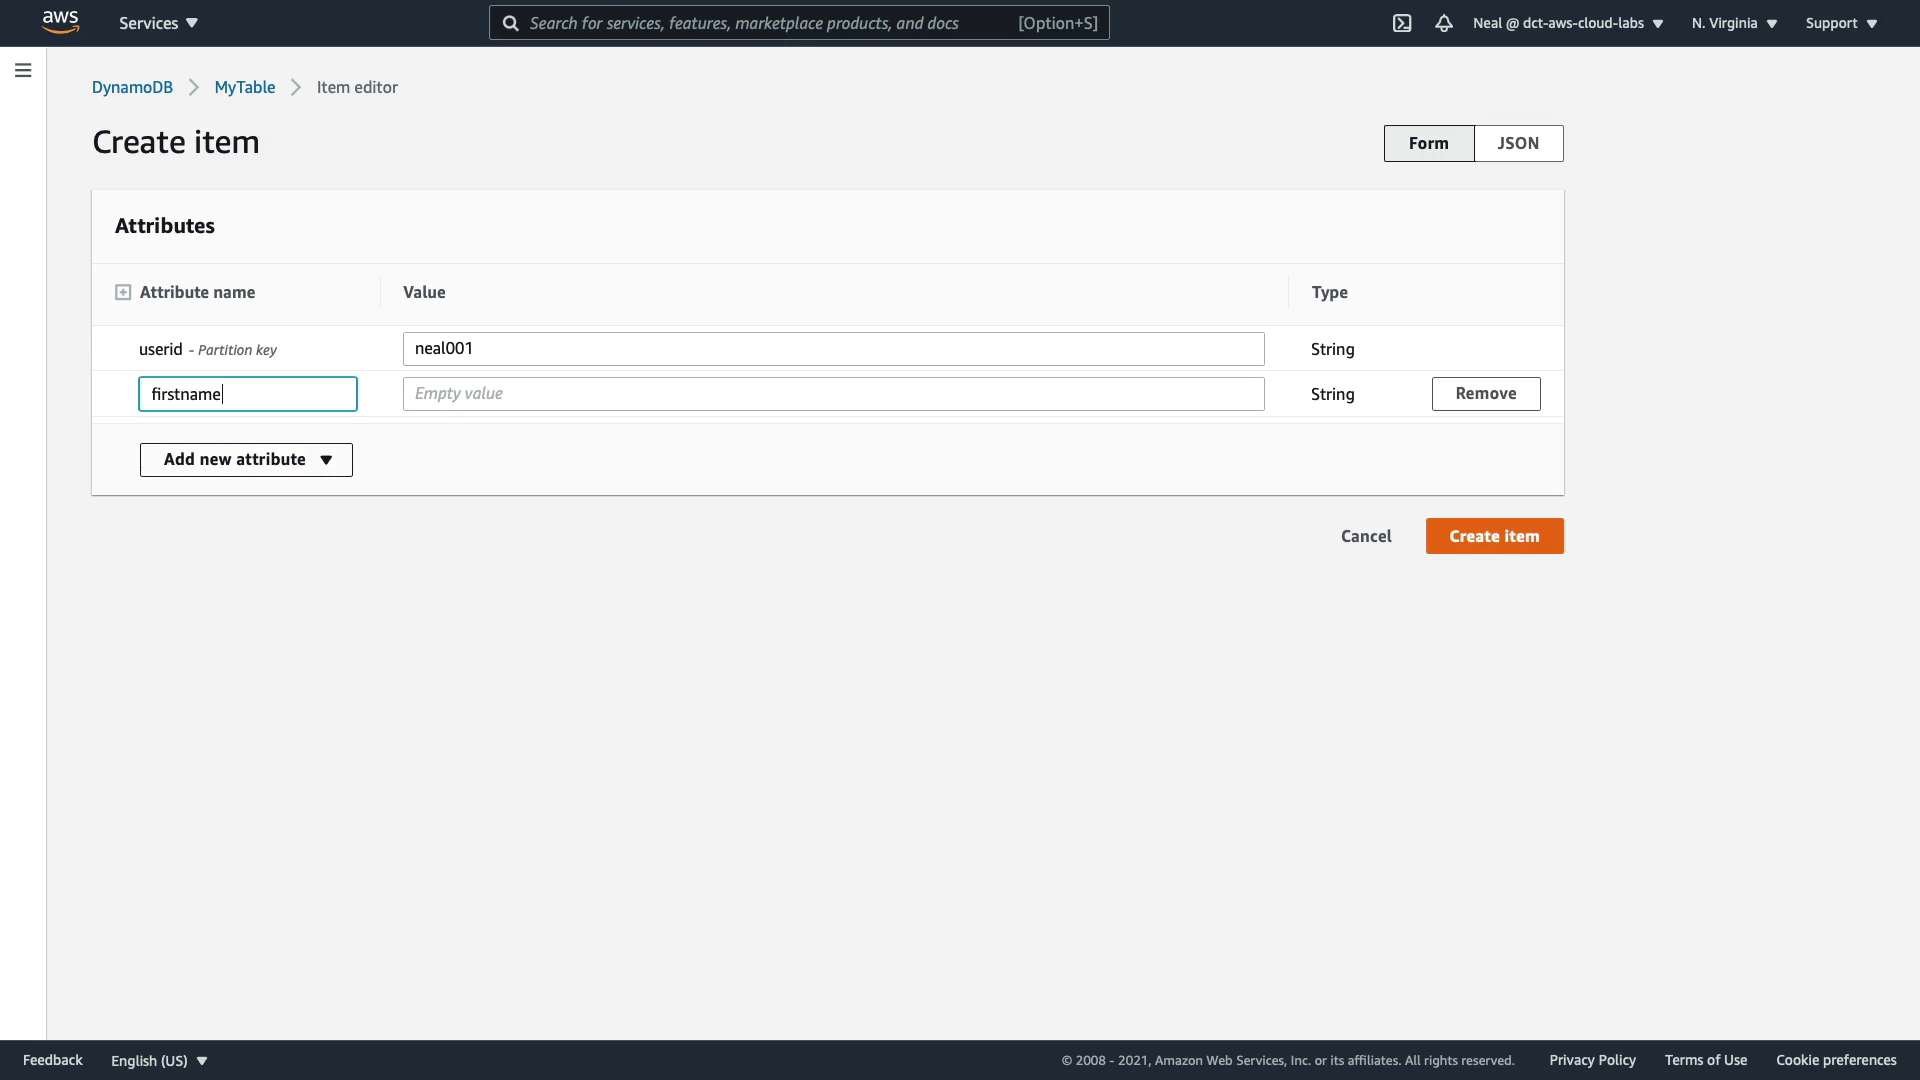 aws Services Search for services, features, marketplace products, and docs [Option+S] Neal @ dct-aws-cloud-labs N. Virginia Support
DynamoDB MyTable Item editor
Create item Form JSON
Attributes
Attribute name Value Type
userid - Partition key neal001 String
firstname Empty value String Remove
Add new attribute
Cancel Create item
Feedback English (US) © 2008 - 2021, Amazon Web Services, Inc. or its affiliates. All rights reserved. Privacy Policy Terms of Use Cookie preferences